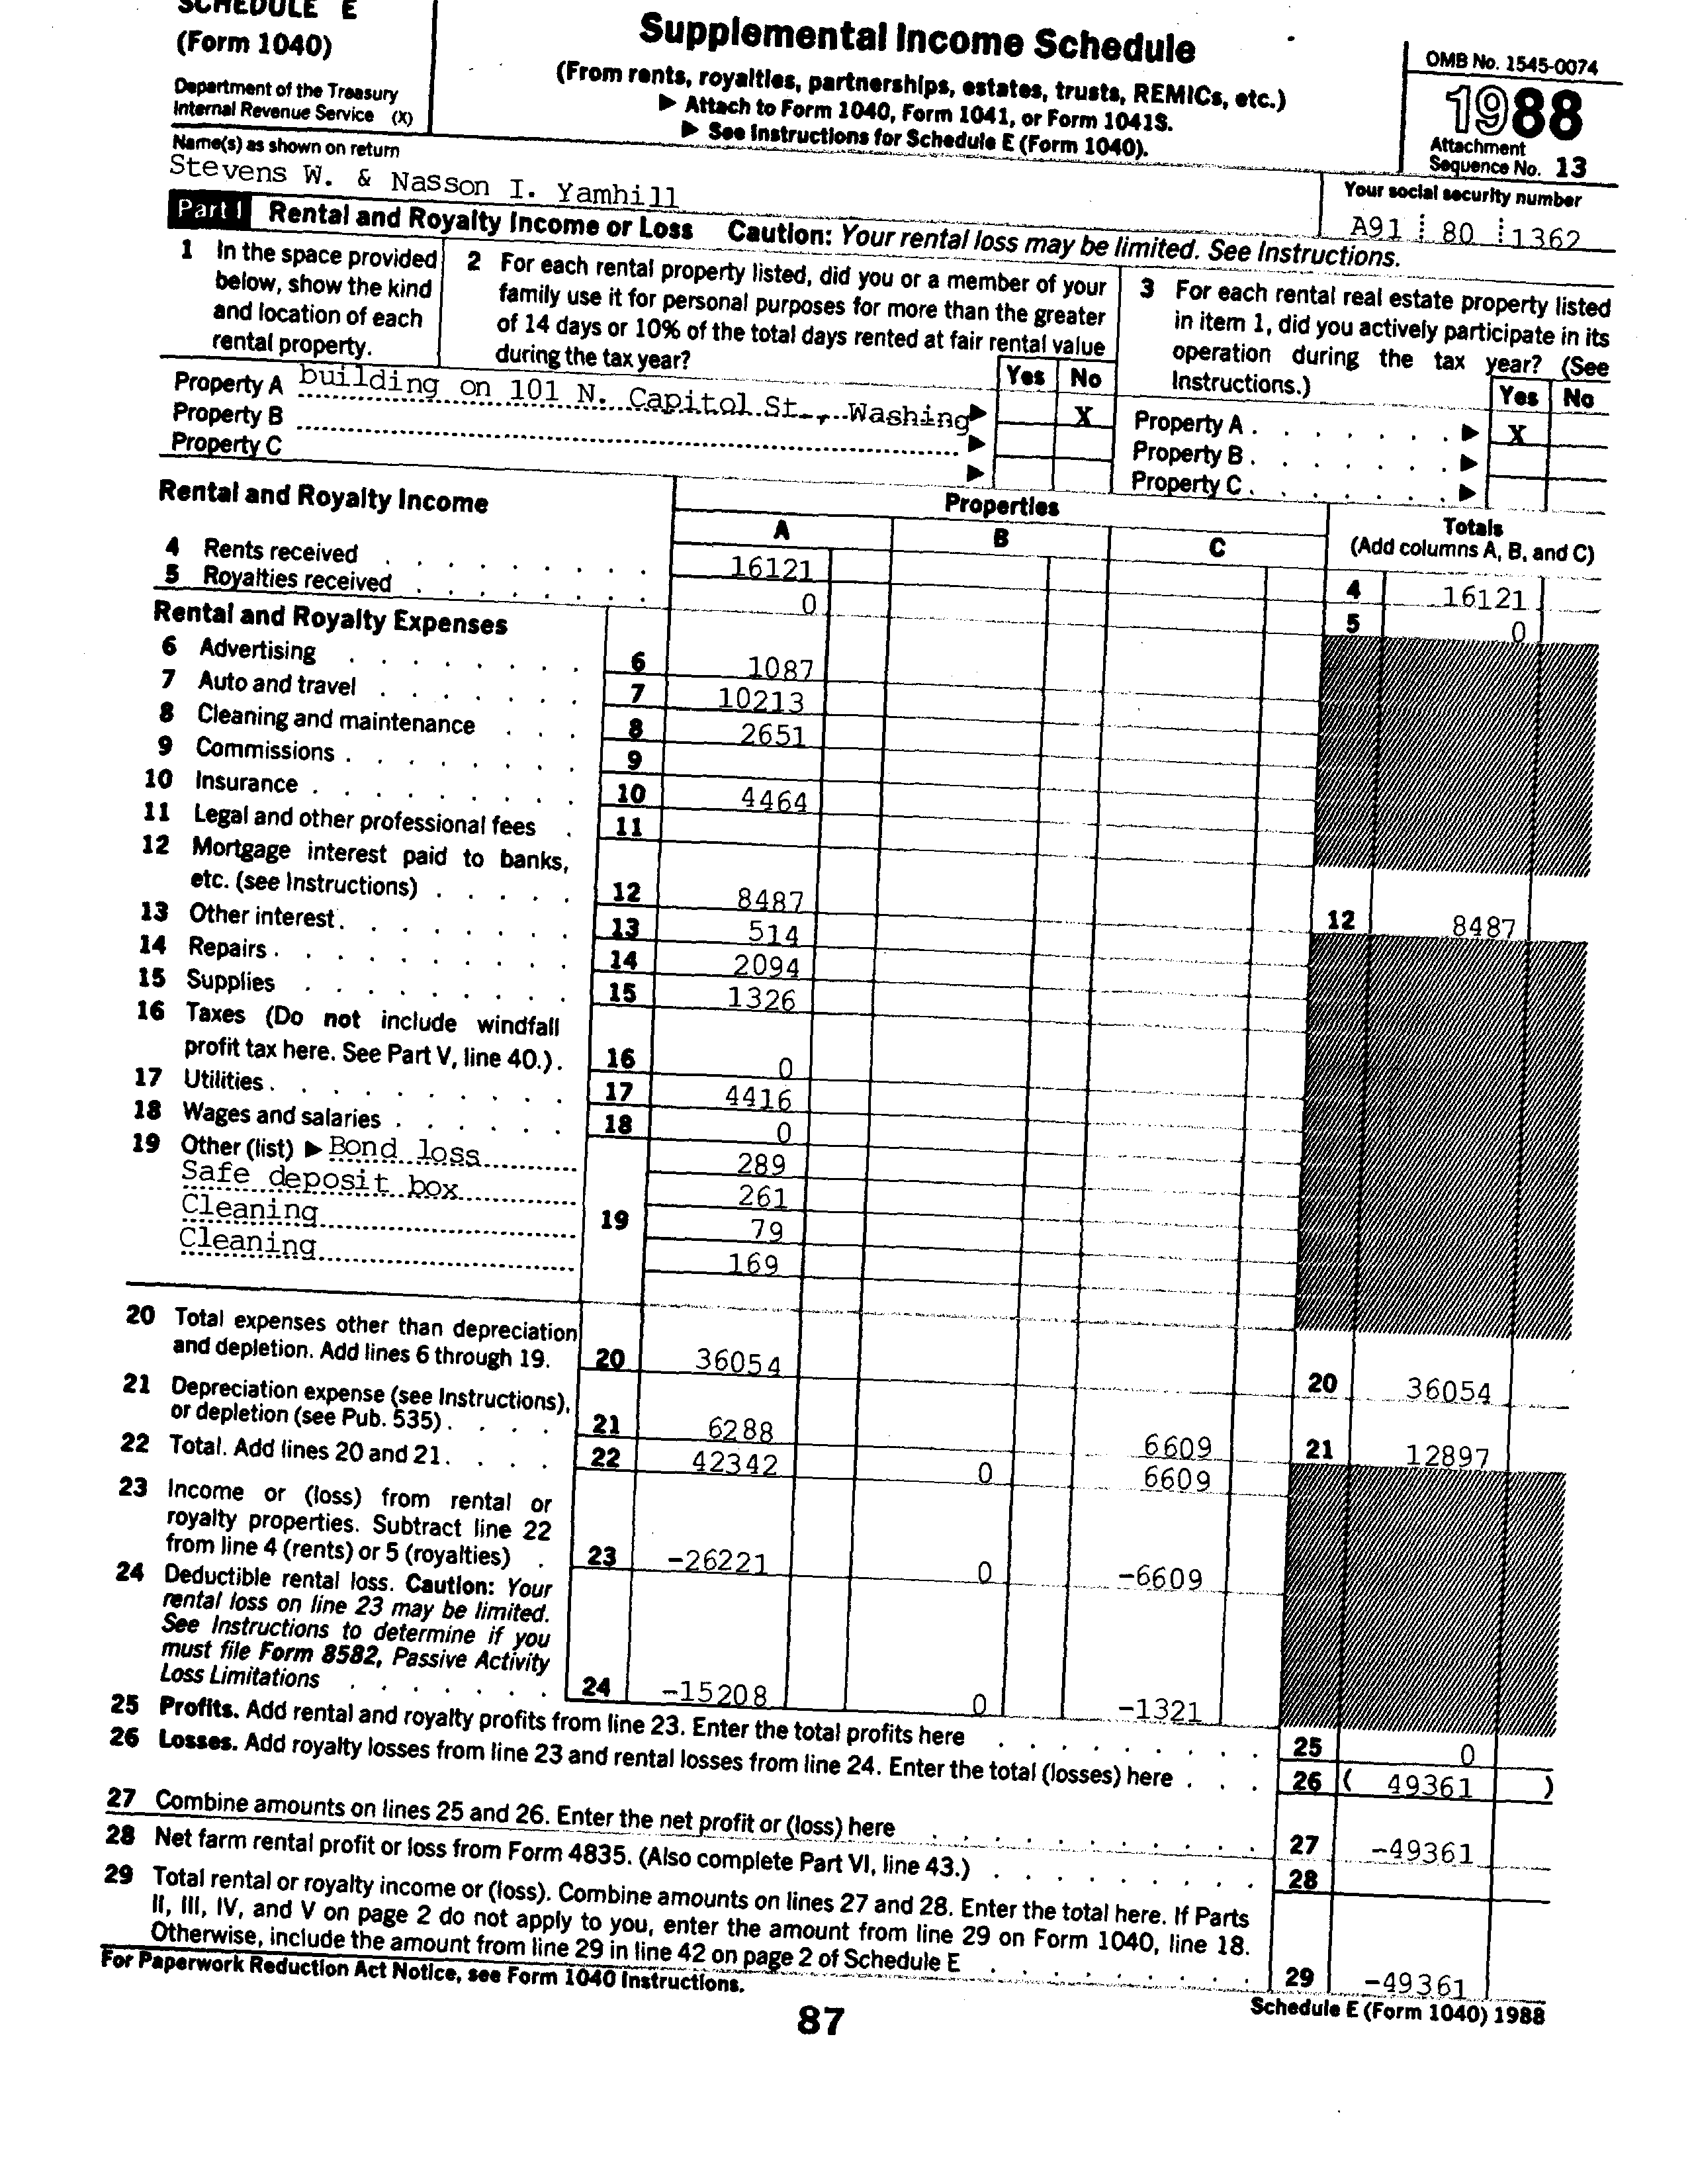 SCHEDULE E
(Form 1040)
Department of the Treasury
Internal Revenue Service (X)
Supplemental Income Schedule
(From rents, royalties, partnerships, estates, trusts, REMICs, etc.)
▶ Attach to Form 1040, Form 1041, or Form 1041S.
▶ See Instructions for Schedule E (Form 1040).
OMB No. 1545-0074
1988
Attachment
Sequence No. 13
Name(s) as shown on return
Stevens W. & Nasson I. Yamhill
Your social security number
A91 80 1362
Part I Rental and Royalty Income or Loss Caution: Your rental loss may be limited. See Instructions.
1 In the space provided
below, show the kind
and location of each
rental property.
2 For each rental property listed, did you or a member of your
family use it for personal purposes for more than the greater
of 14 days or 10% of the total days rented at fair rental value
during the tax year?
Yes No
3 For each rental real estate property listed
in item 1, did you actively participate in its
operation during the tax year? (See
Instructions.)
Yes No
Property A building on 101 N. Capitol St., Washing ▶ X
Property B ▶
Property C ▶
Property A . . . . . . . ▶ X
Property B . . . . . . . ▶
Property C . . . . . . . ▶
Rental and Royalty Income
Properties
A B C
Totals
(Add columns A, B, and C)
4 Rents received . . . . . . . . . 16121 4 16121
5 Royalties received . . . . . . . . 0 5 0
Rental and Royalty Expenses
6 Advertising . . . . . . . . 6 1087
7 Auto and travel . . . . . . . 7 10213
8 Cleaning and maintenance . . . 8 2651
9 Commissions . . . . . . . . 9
10 Insurance . . . . . . . . . 10 4464
11 Legal and other professional fees . 11
12 Mortgage interest paid to banks,
etc. (see Instructions) . . . . . 12 8487 12 8487
13 Other interest . . . . . . . . 13 514
14 Repairs . . . . . . . . . . 14 2094
15 Supplies . . . . . . . . . 15 1326
16 Taxes (Do not include windfall
profit tax here. See Part V, line 40.) . 16 0
17 Utilities . . . . . . . . . . 17 4416
18 Wages and salaries . . . . . . 18 0
19 Other (list) ▶ Bond loss 289
Safe deposit box 261
Cleaning 19 79
Cleaning 169
20 Total expenses other than depreciation
and depletion. Add lines 6 through 19. 20 36054 20 36054
21 Depreciation expense (see Instructions),
or depletion (see Pub. 535) . . . . 21 6288 6609 21 12897
22 Total. Add lines 20 and 21 . . . . 22 42342 0 6609
23 Income or (loss) from rental or
royalty properties. Subtract line 22
from line 4 (rents) or 5 (royalties) . 23 -26221 0 -6609
24 Deductible rental loss. Caution: Your
rental loss on line 23 may be limited.
See Instructions to determine if you
must file Form 8582, Passive Activity
Loss Limitations . . . . . . . 24 -15208 0 -1321
25 Profits. Add rental and royalty profits from line 23. Enter the total profits here . . . . . . . . . 25 0
26 Losses. Add royalty losses from line 23 and rental losses from line 24. Enter the total (losses) here . . . 26 ( 49361 )
27 Combine amounts on lines 25 and 26. Enter the net profit or (loss) here . . . . . . . . . . . 27 -49361
28 Net farm rental profit or loss from Form 4835. (Also complete Part VI, line 43.) . . . . . . . . . 28
29 Total rental or royalty income or (loss). Combine amounts on lines 27 and 28. Enter the total here. If Parts
II, III, IV, and V on page 2 do not apply to you, enter the amount from line 29 on Form 1040, line 18.
Otherwise, include the amount from line 29 in line 42 on page 2 of Schedule E . . . . . . . . . 29 -49361
For Paperwork Reduction Act Notice, see Form 1040 Instructions.
Schedule E (Form 1040) 1988
87